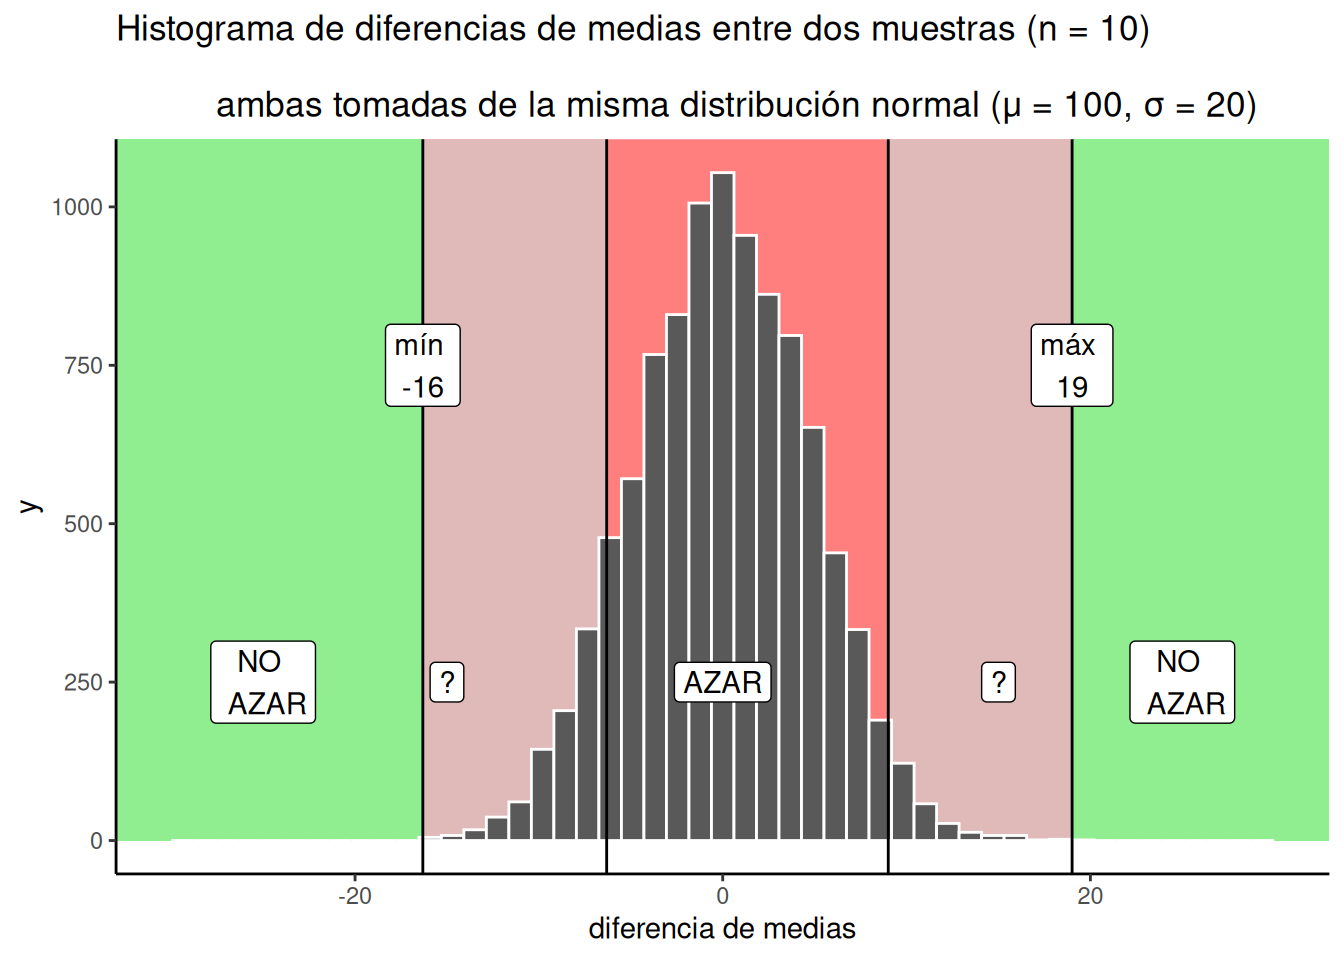 Histograma de diferencias de medias entre dos muestras (n = 10)
ambas tomadas de la misma distribución normal (μ = 100, σ = 20)
1000
750
500
250
0
y
mín
-16
máx
19
NO
AZAR
?
AZAR
?
NO
AZAR
-20
0
20
diferencia de medias